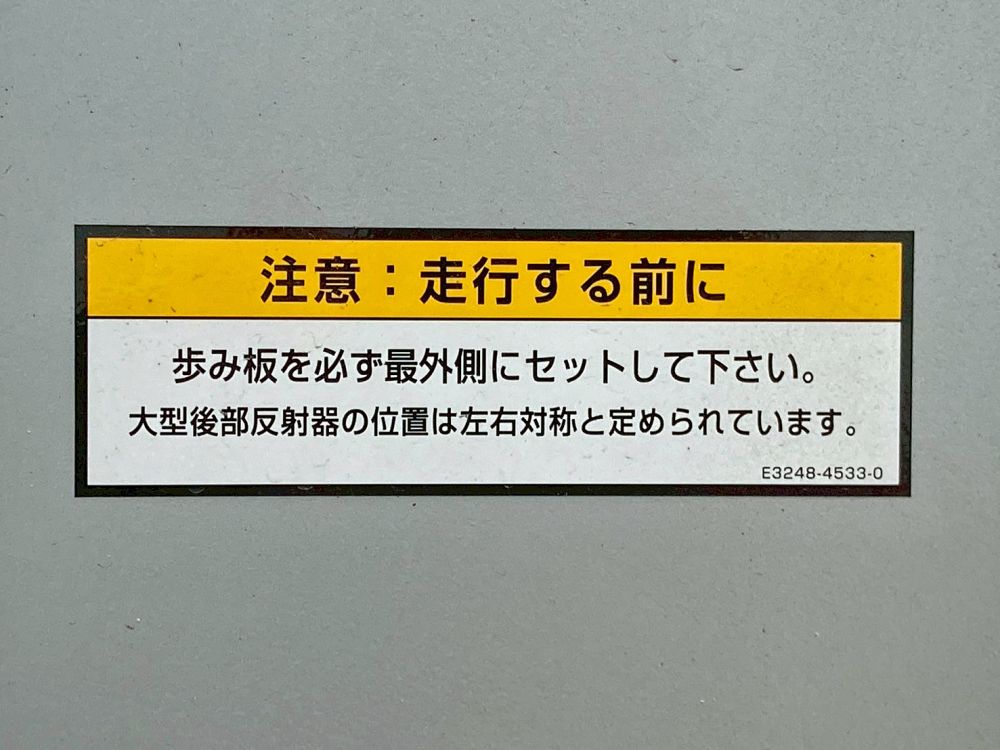 注意：走行する前に
歩み板を必ず最外側にセットして下さい。
大型後部反射器の位置は左右対称と定められています。
E3248-4533-0